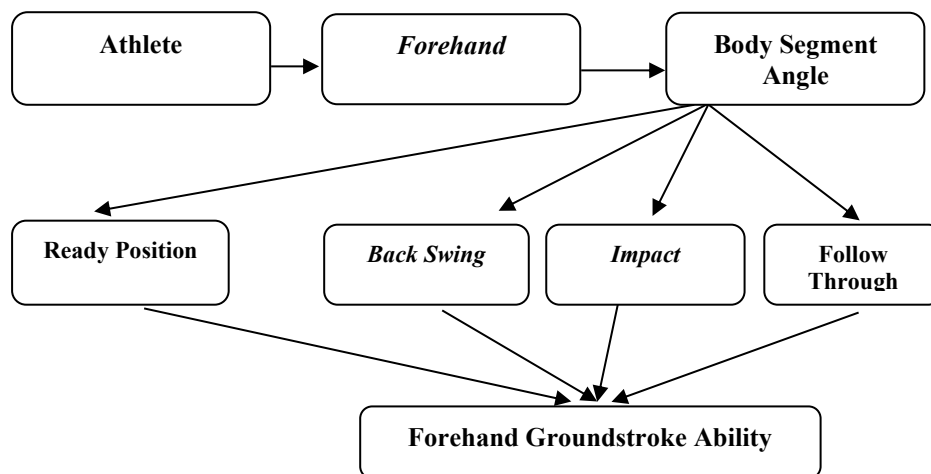 Athlete
Forehand
Body Segment
Angle
Ready Position
Back Swing
Impact
Follow
Through
Forehand Groundstroke Ability